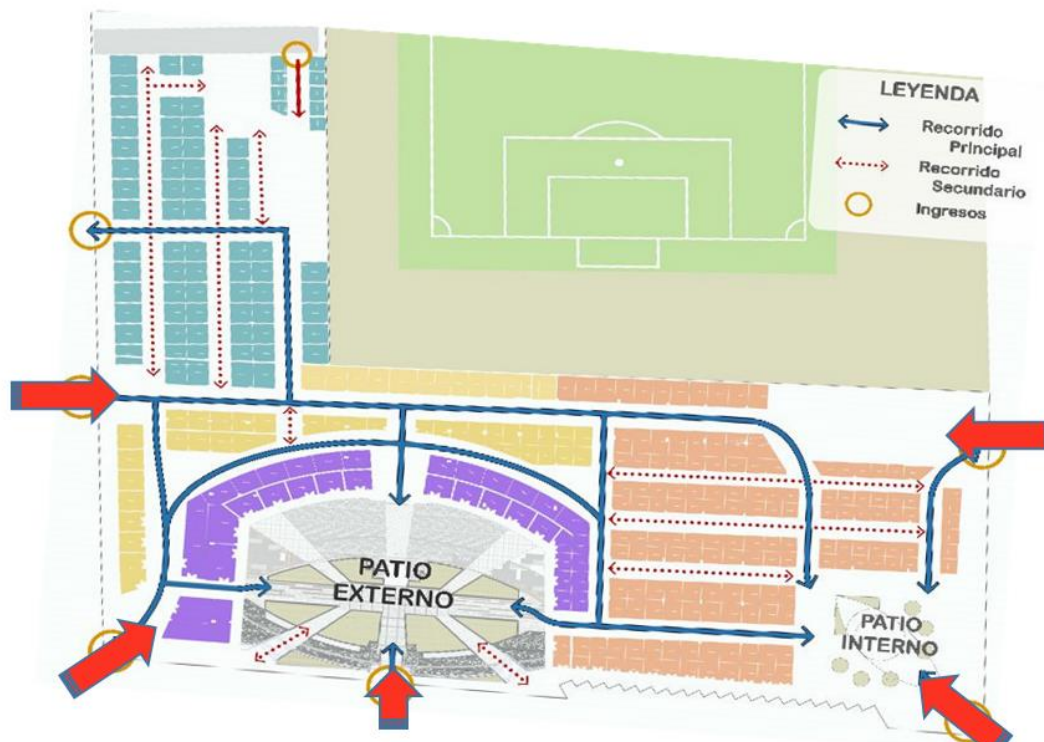 LEYENDA
Recorrido
Principal
Recorrido
Secundario
Ingresos
PATIO
EXTERNO
PATIO
INTERNO